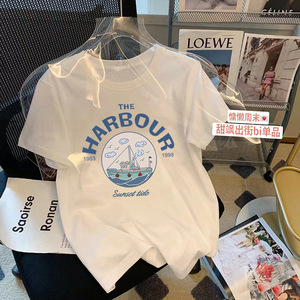 CELINE
LOEWE
THE
HARBOUR
1983 1998
Sunset tide
慵懒周末
甜飒出街bi单品
Saoirse
Ronan